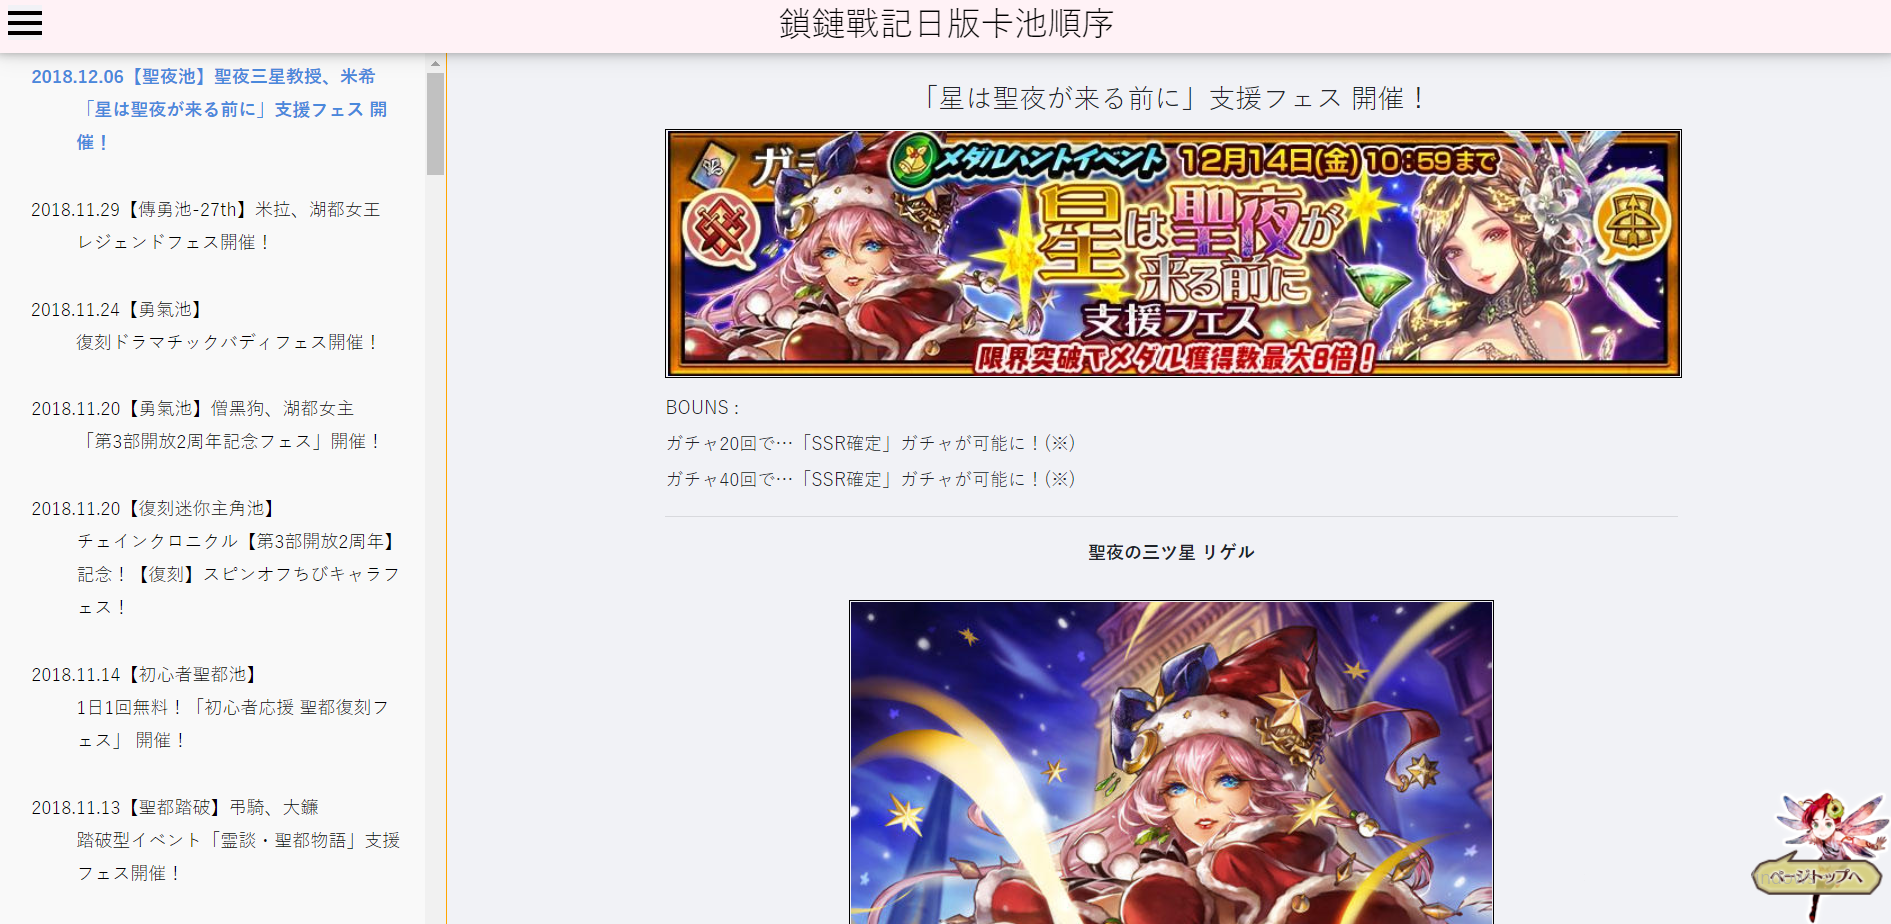 鎖鏈戰記日版卡池順序
2018.12.06【聖夜池】聖夜三星教授、米希
「星は聖夜が来る前に」支援フェス 開
催！
2018.11.29【傳勇池-27th】米拉、湖都女王
レジェンドフェス開催！
2018.11.24【勇氣池】
復刻ドラマチックバディフェス開催！
2018.11.20【勇氣池】僧黑狗、湖都女主
「第3部開放2周年記念フェス」開催！
2018.11.20【復刻迷你主角池】
チェインクロニクル【第3部開放2周年】
記念！【復刻】スピンオフちびキャラフ
ェス！
2018.11.14【初心者聖都池】
1日1回無料！「初心者応援 聖都復刻フ
ェス」 開催！
2018.11.13【聖都踏破】弔騎、大鐮
踏破型イベント「霊談・聖都物語」支援
フェス開催！
「星は聖夜が来る前に」支援フェス 開催！
メダルハントイベント 12月14日(金)10:59まで
星は聖夜が
来る前に
支援フェス
限界突破でメダル獲得数最大8倍！
BOUNS :
ガチャ20回で…「SSR確定」ガチャが可能に！(※)
ガチャ40回で…「SSR確定」ガチャが可能に！(※)
聖夜の三ツ星 リゲル
ページトップへ